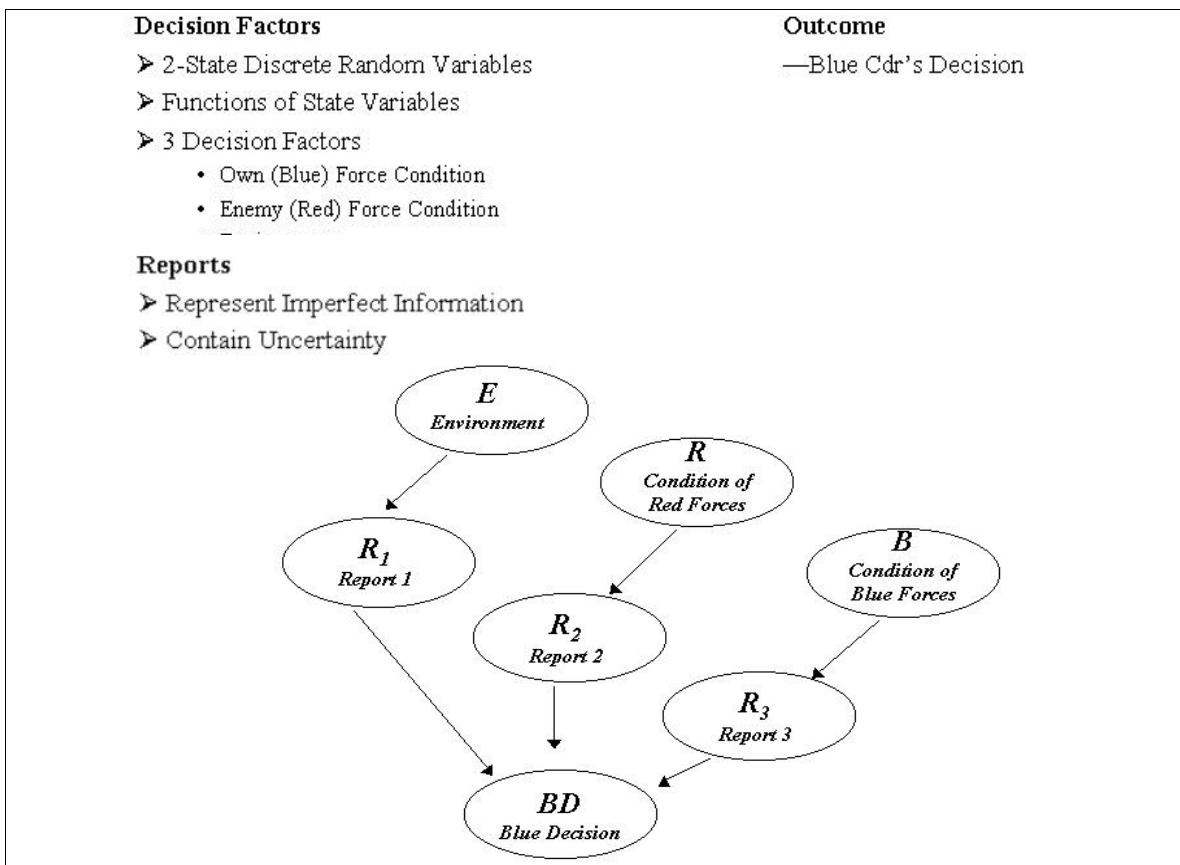 Decision Factors
➢ 2-State Discrete Random Variables
➢ Functions of State Variables
➢ 3 Decision Factors
• Own (Blue) Force Condition
• Enemy (Red) Force Condition
Outcome
—Blue Cdr's Decision
Reports
➢ Represent Imperfect Information
➢ Contain Uncertainty
E
Environment
R
Condition of
Red Forces
B
Condition of
Blue Forces
R1
Report 1
R2
Report 2
R3
Report 3
BD
Blue Decision